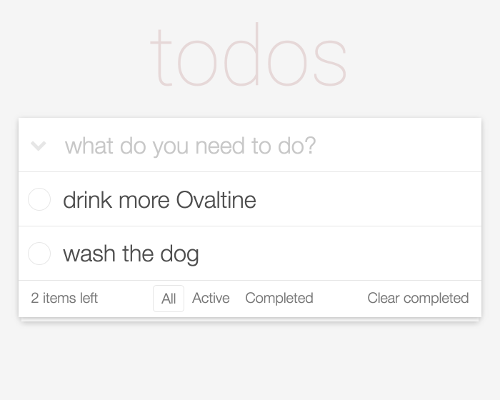 todos
what do you need to do?
drink more Ovaltine
wash the dog
2 items left All Active Completed Clear completed